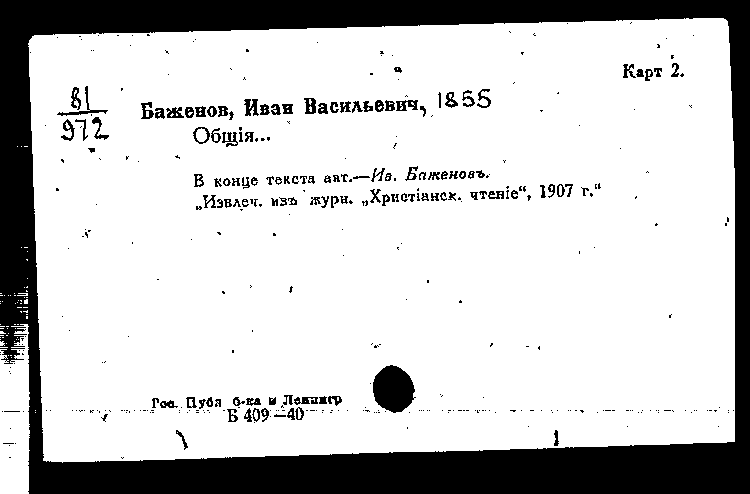 Карт 2.
81
972
Баженов, Иван Васильевич, 1855
Общія...
В конце текста авт.—Ив. Баженовъ.
„Извлеч. изъ журн. „Христіанск. чтеніе“, 1907 г.“
Гос. Публ б-ка в Ленингр
Б 409—40